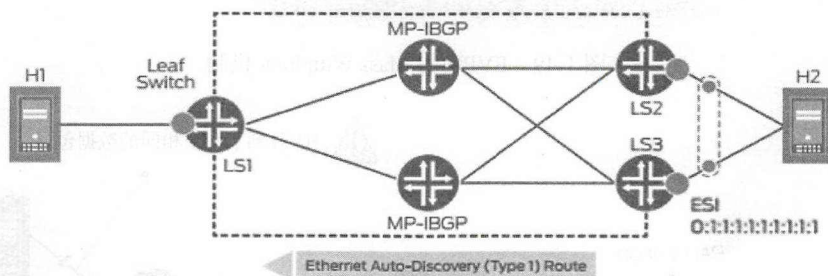 MP-IBGP
H1
Leaf
Switch
LS1
LS2
H2
LS3
MP-IBGP
ESI
0:1:1:1:1:1:1:1:1:1
Ethernet Auto-Discovery (Type 1) Route